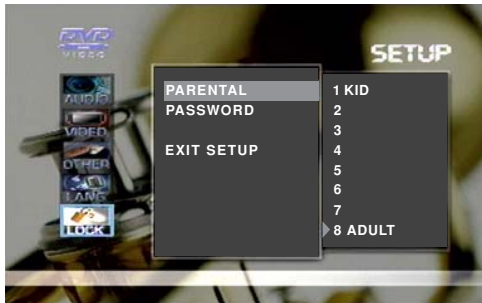 DVD
VIDEO
SETUP
AUDIO
VIDEO
OTHER
LANG
LOCK
PARENTAL
PASSWORD
EXIT SETUP
1 KID
2
3
4
5
6
7
8 ADULT